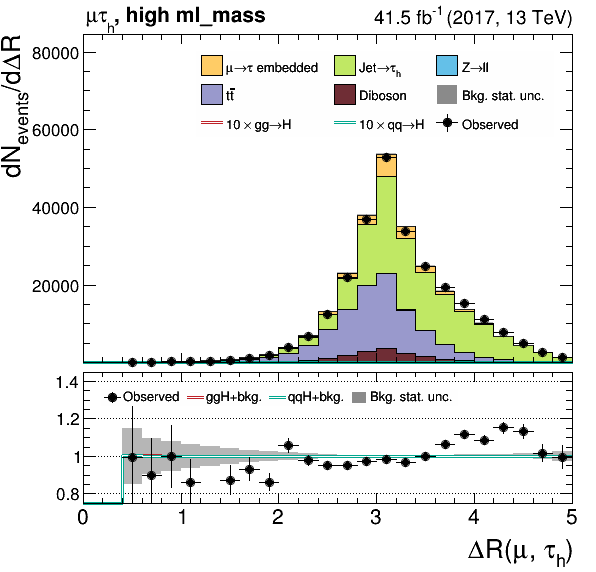 μτh, high ml_mass
41.5 fb-1 (2017, 13 TeV)
dNevents/dΔR
μ→τ embedded
Jet→τh
Z→ll
tt̄
Diboson
Bkg. stat. unc.
10 × gg→H
10 × qq→H
Observed
80000
60000
40000
20000
Observed
ggH+bkg.
qqH+bkg.
Bkg. stat. unc.
1.4
1.2
1
0.8
0 1 2 3 4 5
ΔR(μ, τh)